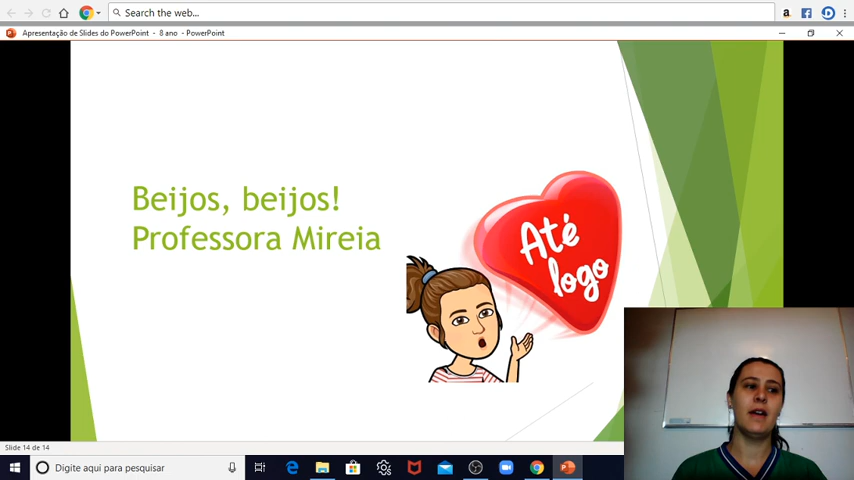 Search the web...
Apresentação de Slides do PowerPoint - 8 ano - PowerPoint
Beijos, beijos!
Professora Mireia
Até
logo
Slide 14 de 14
Digite aqui para pesquisar